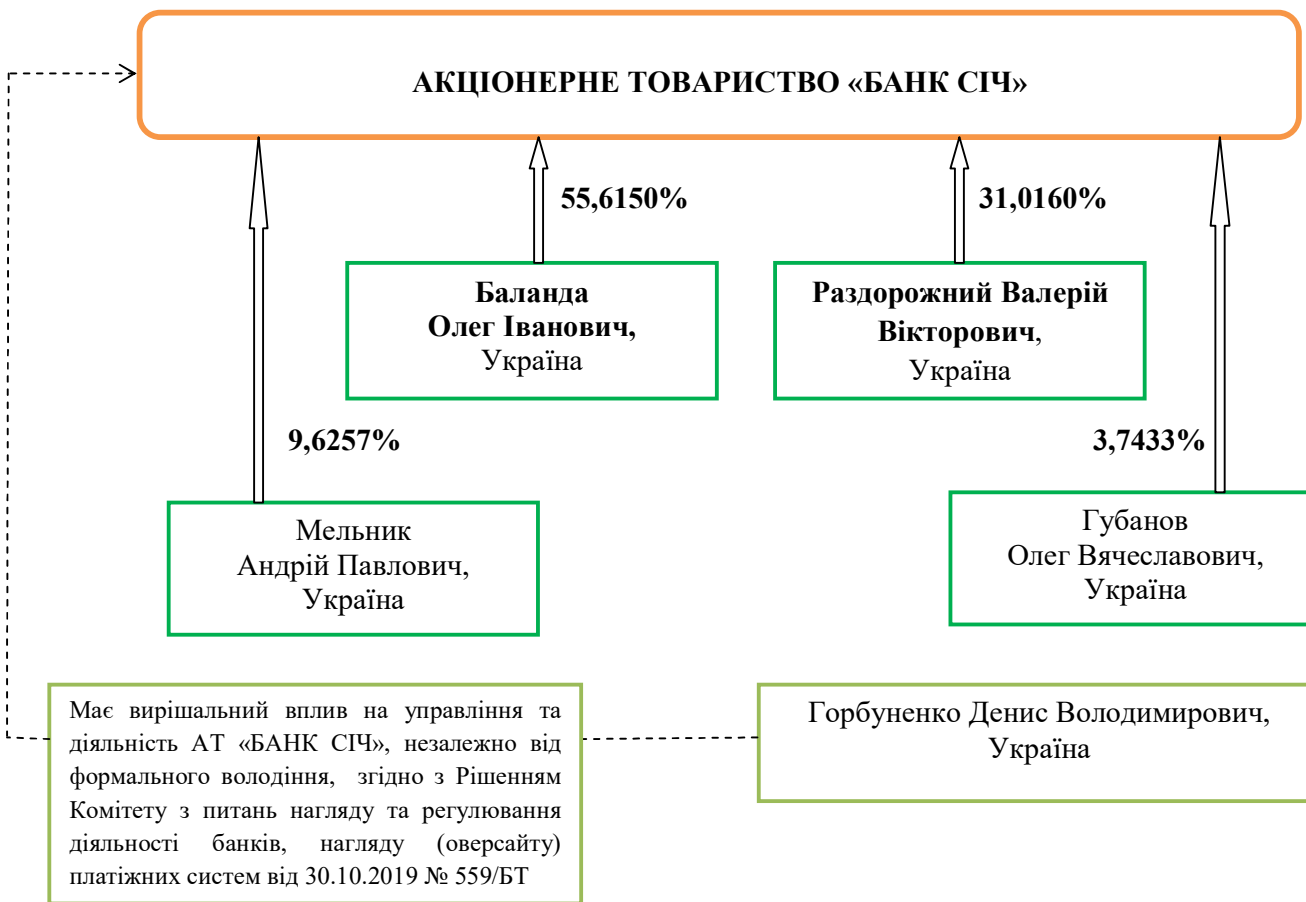 АКЦІОНЕРНЕ ТОВАРИСТВО «БАНК СІЧ»
55,6150%
31,0160%
Баланда
Олег Іванович,
Україна
Раздорожний Валерій
Вікторович,
Україна
9,6257%
3,7433%
Мельник
Андрій Павлович,
Україна
Губанов
Олег Вячеславович,
Україна
Має вирішальний вплив на управління та
діяльність АТ «БАНК СІЧ», незалежно від
формального володіння, згідно з Рішенням
Комітету з питань нагляду та регулювання
діяльності банків, нагляду (оверсайту)
платіжних систем від 30.10.2019 № 559/БТ
Горбуненко Денис Володимирович,
Україна